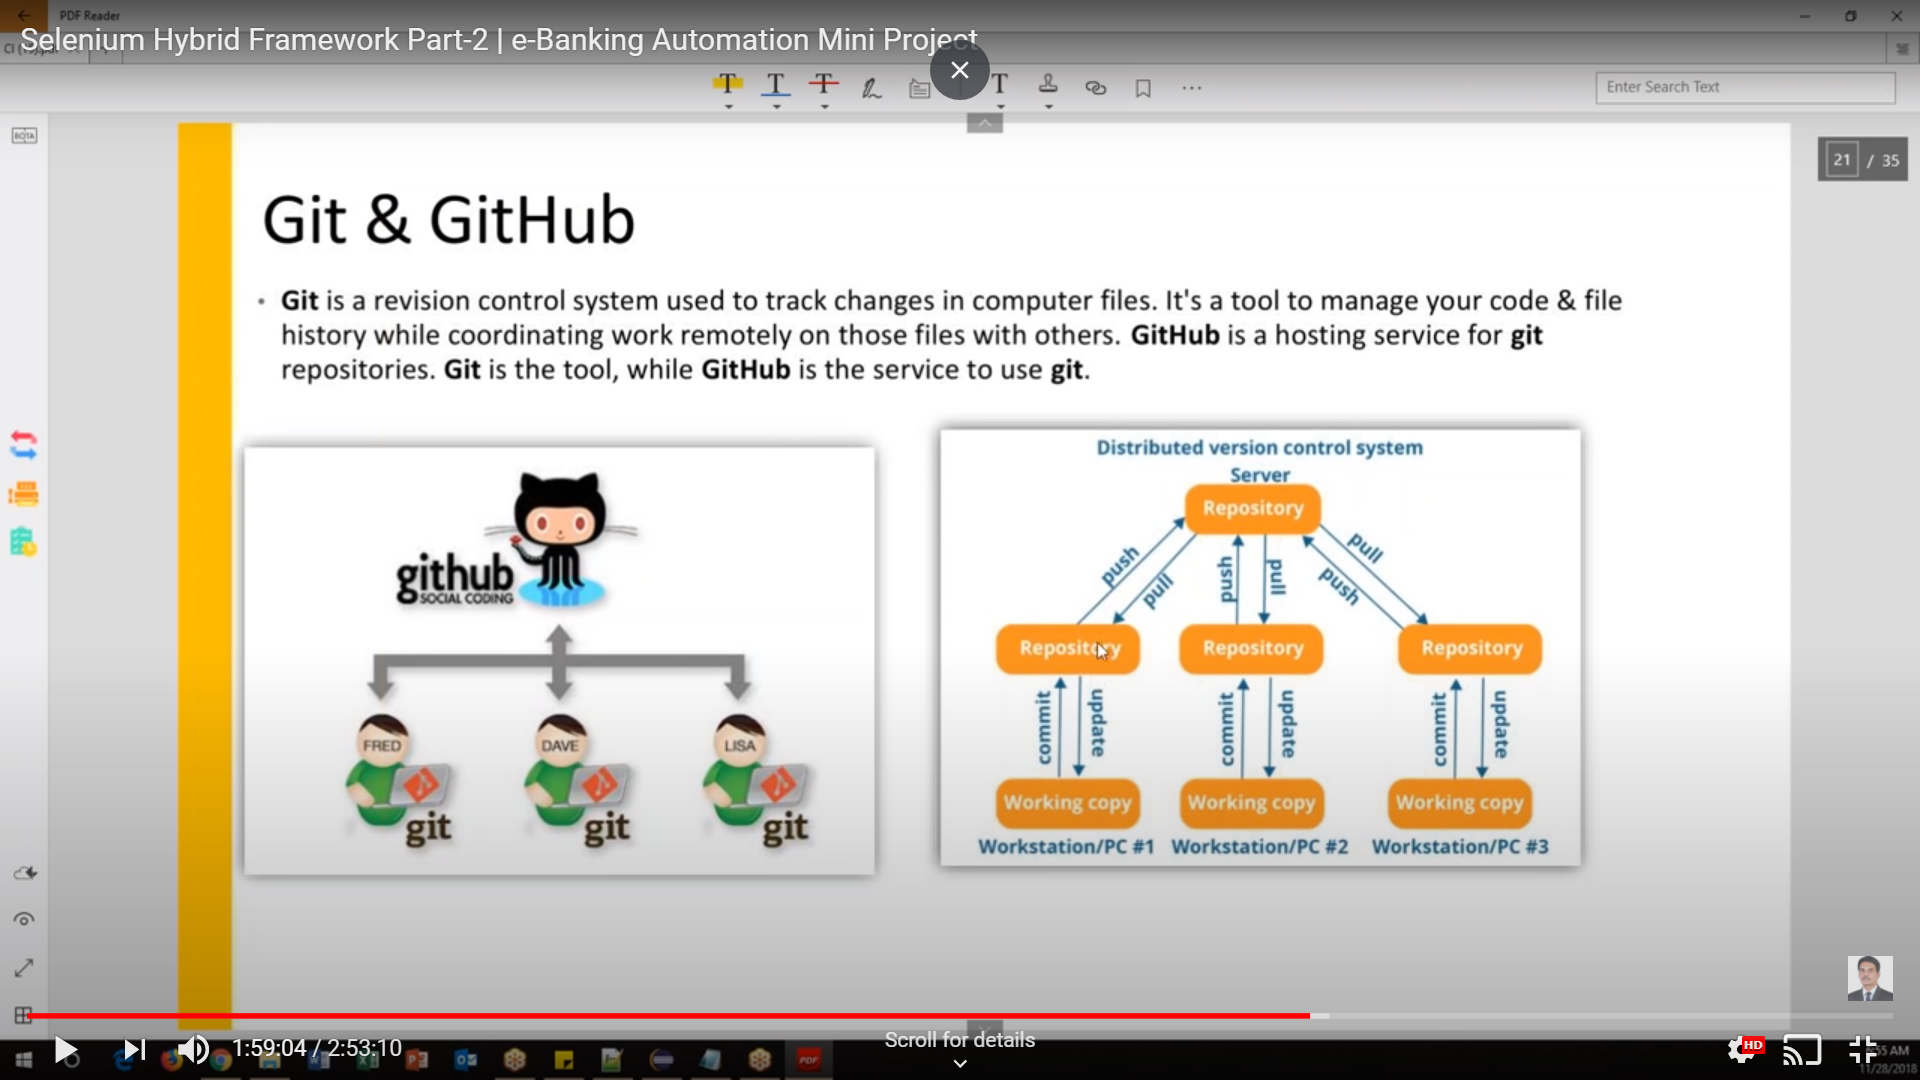 PDF Reader
Selenium Hybrid Framework Part-2 | e-Banking Automation Mini Project
Enter Search Text
21 / 35
Git & GitHub
• Git is a revision control system used to track changes in computer files. It's a tool to manage your code & file
history while coordinating work remotely on those files with others. GitHub is a hosting service for git
repositories. Git is the tool, while GitHub is the service to use git.
github
SOCIAL CODING
FRED
DAVE
LISA
git
git
git
Distributed version control system
Server
Repository
push
pull
push
pull
push
pull
Repository
Repository
Repository
commit
update
commit
update
commit
update
Working copy
Working copy
Working copy
Workstation/PC #1
Workstation/PC #2
Workstation/PC #3
1:59:04 / 2:53:10
Scroll for details
HD
PDF
55 AM
11/28/2018